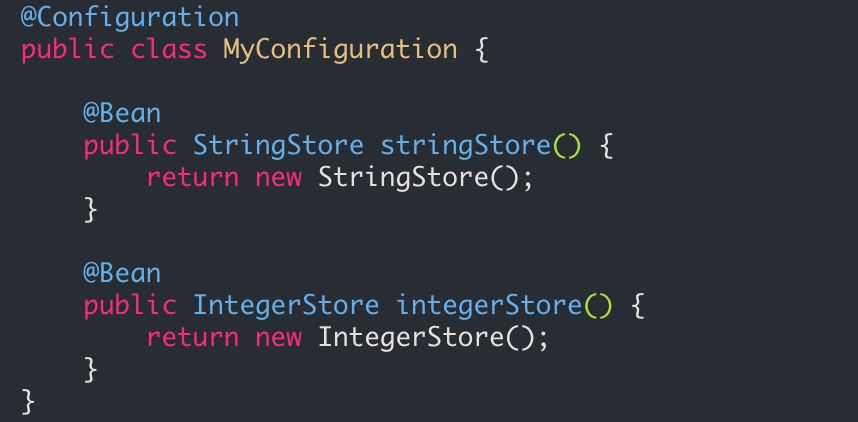 @Configuration
public class MyConfiguration {
    @Bean
    public StringStore stringStore() {
        return new StringStore();
    }
    @Bean
    public IntegerStore integerStore() {
        return new IntegerStore();
    }
}